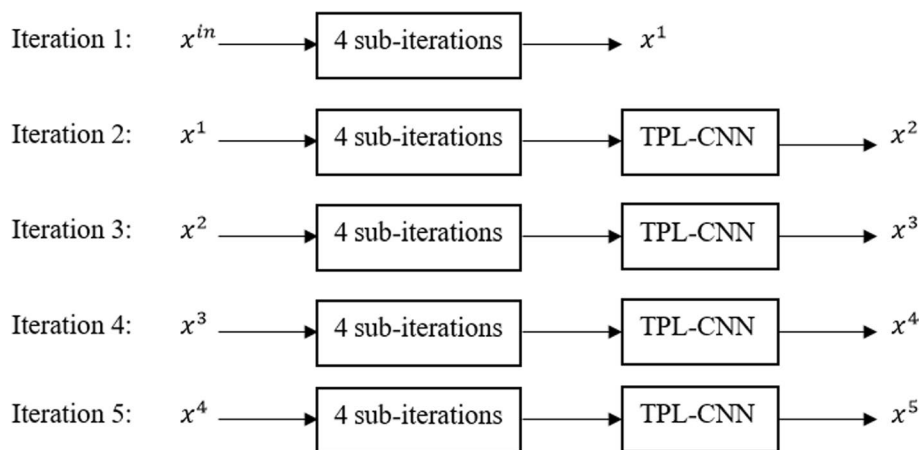 Iteration 1: x^in 4 sub-iterations x^1
Iteration 2: x^1 4 sub-iterations TPL-CNN x^2
Iteration 3: x^2 4 sub-iterations TPL-CNN x^3
Iteration 4: x^3 4 sub-iterations TPL-CNN x^4
Iteration 5: x^4 4 sub-iterations TPL-CNN x^5